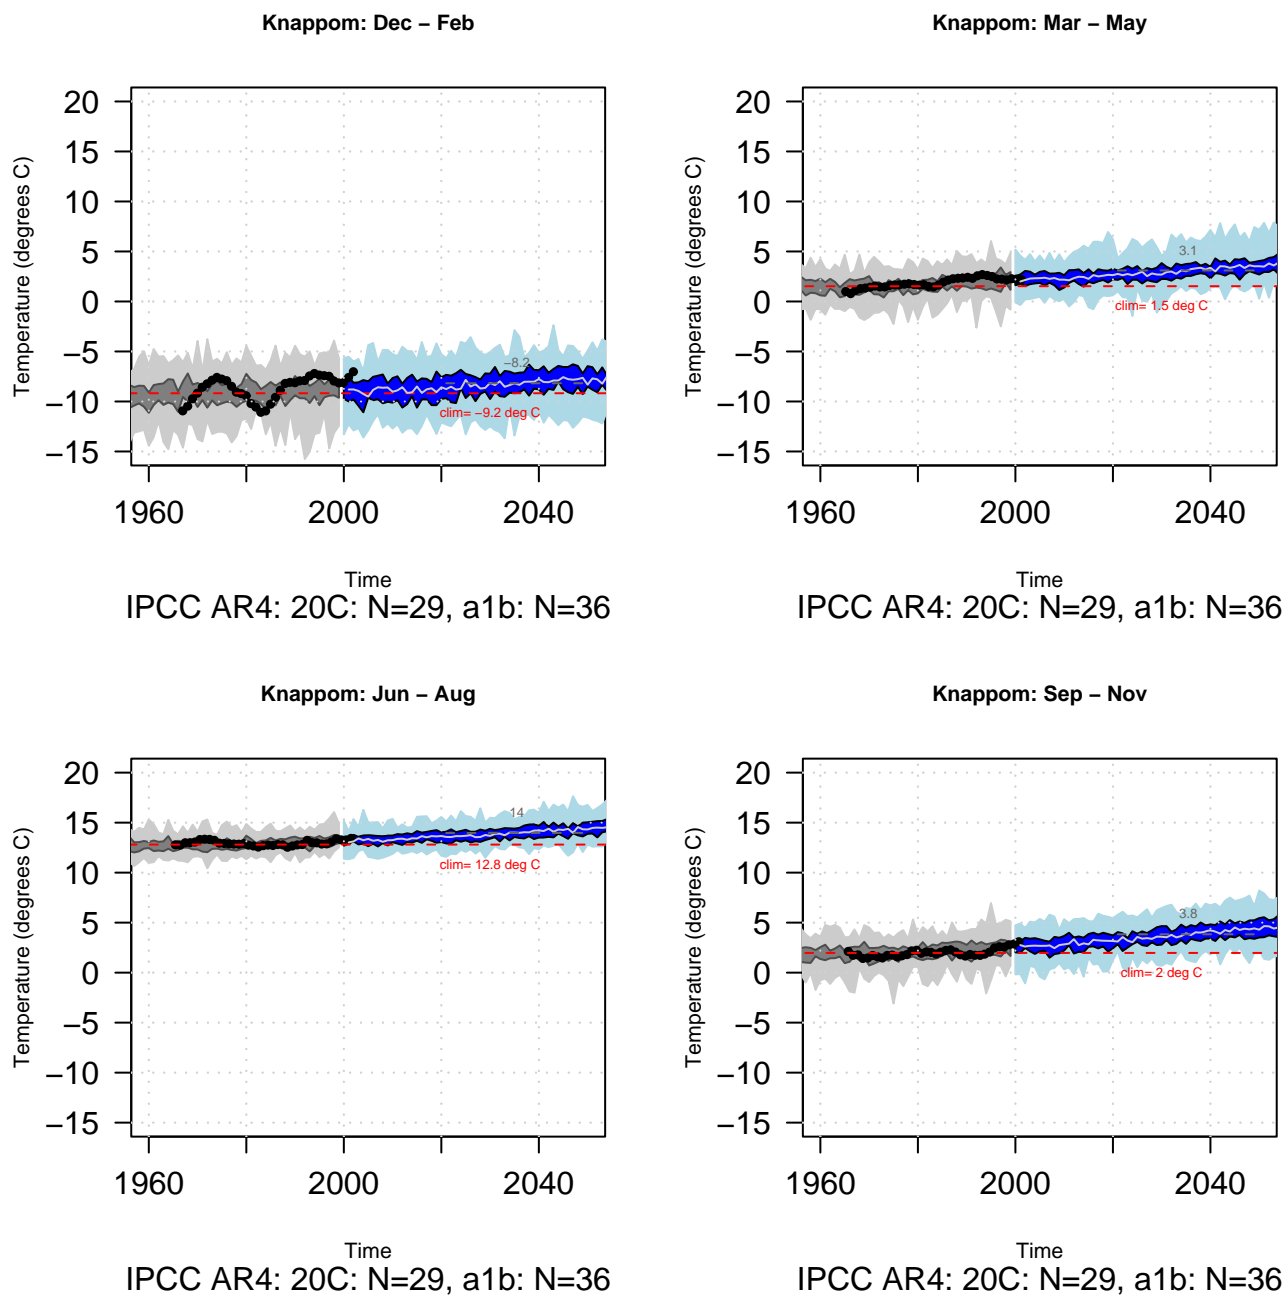 Knappom: Dec − Feb
Temperature (degrees C)
20
15
10
5
0
−5
−10
−15
−8.2
clim= −9.2 deg C
1960
2000
2040
Time
IPCC AR4: 20C: N=29, a1b: N=36
Knappom: Mar − May
Temperature (degrees C)
20
15
10
5
0
−5
−10
−15
3.1
clim= 1.5 deg C
1960
2000
2040
Time
IPCC AR4: 20C: N=29, a1b: N=36
Knappom: Jun − Aug
Temperature (degrees C)
20
15
10
5
0
−5
−10
−15
14
clim= 12.8 deg C
1960
2000
2040
Time
IPCC AR4: 20C: N=29, a1b: N=36
Knappom: Sep − Nov
Temperature (degrees C)
20
15
10
5
0
−5
−10
−15
3.8
clim= 2 deg C
1960
2000
2040
Time
IPCC AR4: 20C: N=29, a1b: N=36